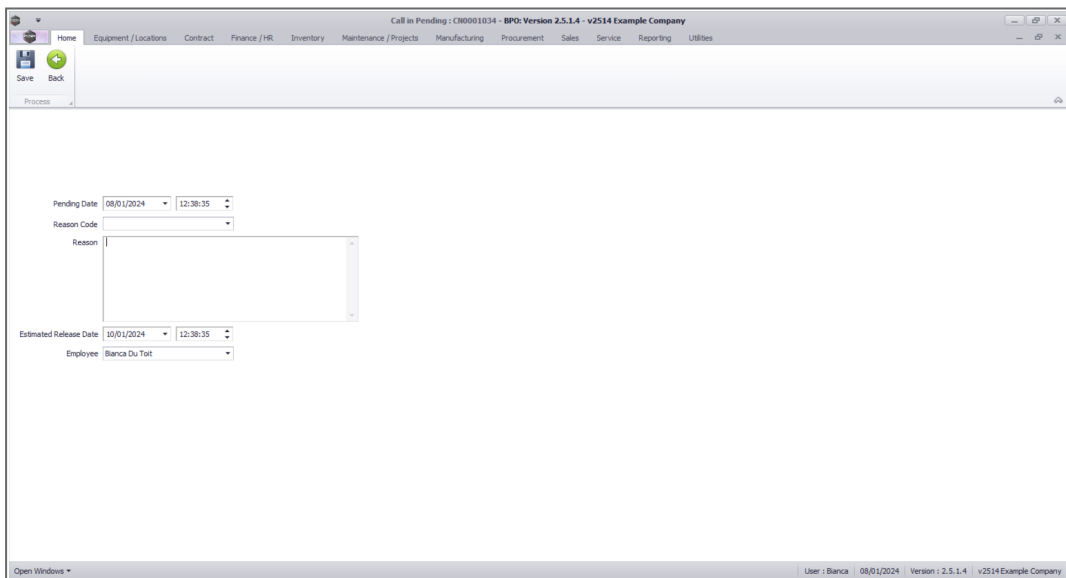 Call in Pending : CN0001034 - BPO: Version 2.5.1.4 - v2514 Example Company
Home Equipment / Locations Contract Finance / HR Inventory Maintenance / Projects Manufacturing Procurement Sales Service Reporting Utilities
Save Back
Process
Pending Date 08/01/2024 12:38:35
Reason Code
Reason
Estimated Release Date 10/01/2024 12:38:35
Employee Bianca Du Toit
Open Windows User : Bianca 08/01/2024 Version : 2.5.1.4 v2514 Example Company